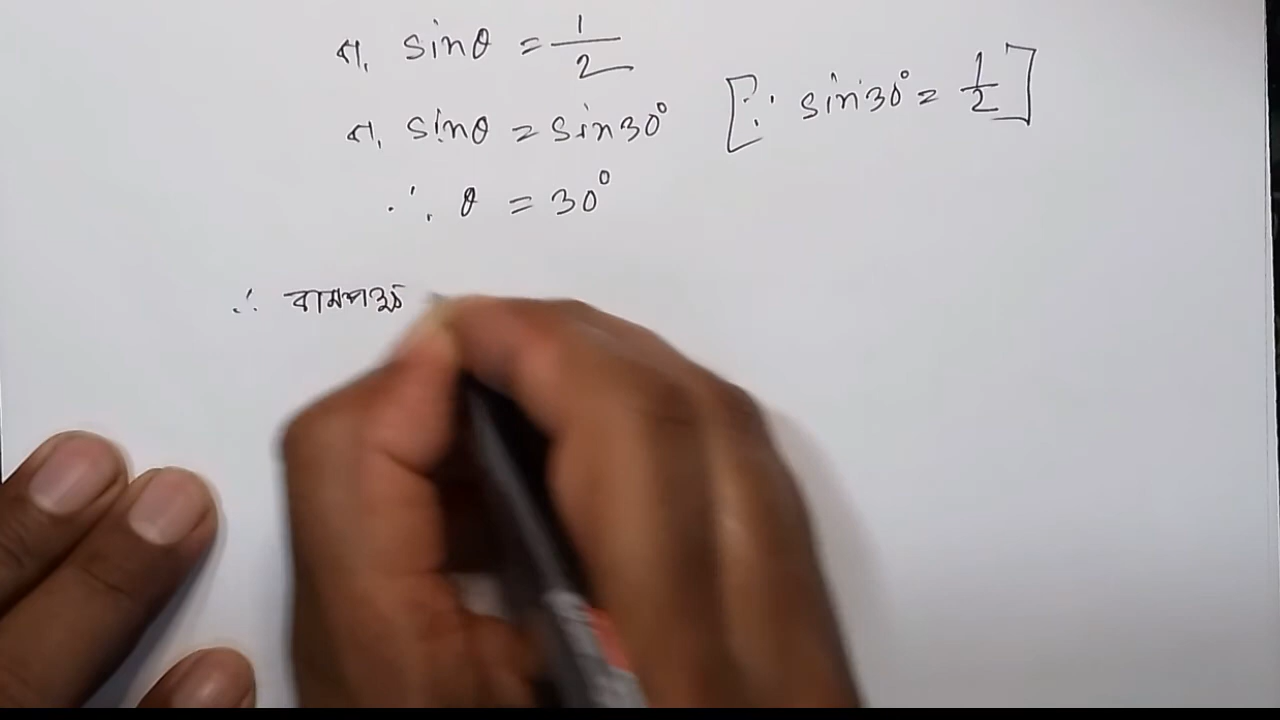 বা, sinθ = 1/2
বা, sinθ = sin30° [∵ sin30° = 1/2]
∴ θ = 30°
∴ বামপক্ষ